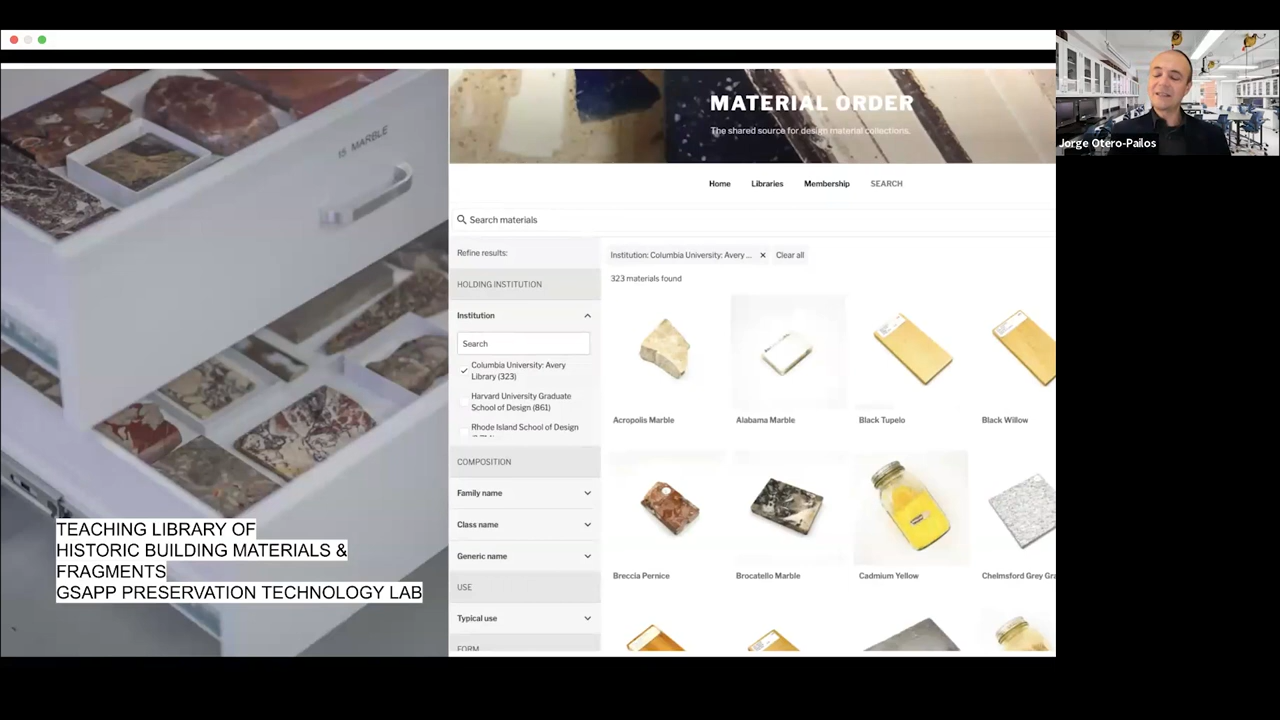 15 MARBLE
TEACHING LIBRARY OF
HISTORIC BUILDING MATERIALS &
FRAGMENTS
GSAPP PRESERVATION TECHNOLOGY LAB
MATERIAL ORDER
The shared source for design material collections.
Home Libraries Membership SEARCH
Search materials
Refine results:
HOLDING INSTITUTION
Institution
Search
Columbia University: Avery
Library (323)
Harvard University Graduate
School of Design (861)
Rhode Island School of Design
COMPOSITION
Family name
Class name
Generic name
USE
Typical use
FORM
Institution: Columbia University: Avery ... × Clear all
323 materials found
Acropolis Marble
Alabama Marble
Black Tupelo
Black Willow
Breccia Pernice
Brocatello Marble
Cadmium Yellow
Chelmsford Grey Gra
Jorge Otero-Pailos